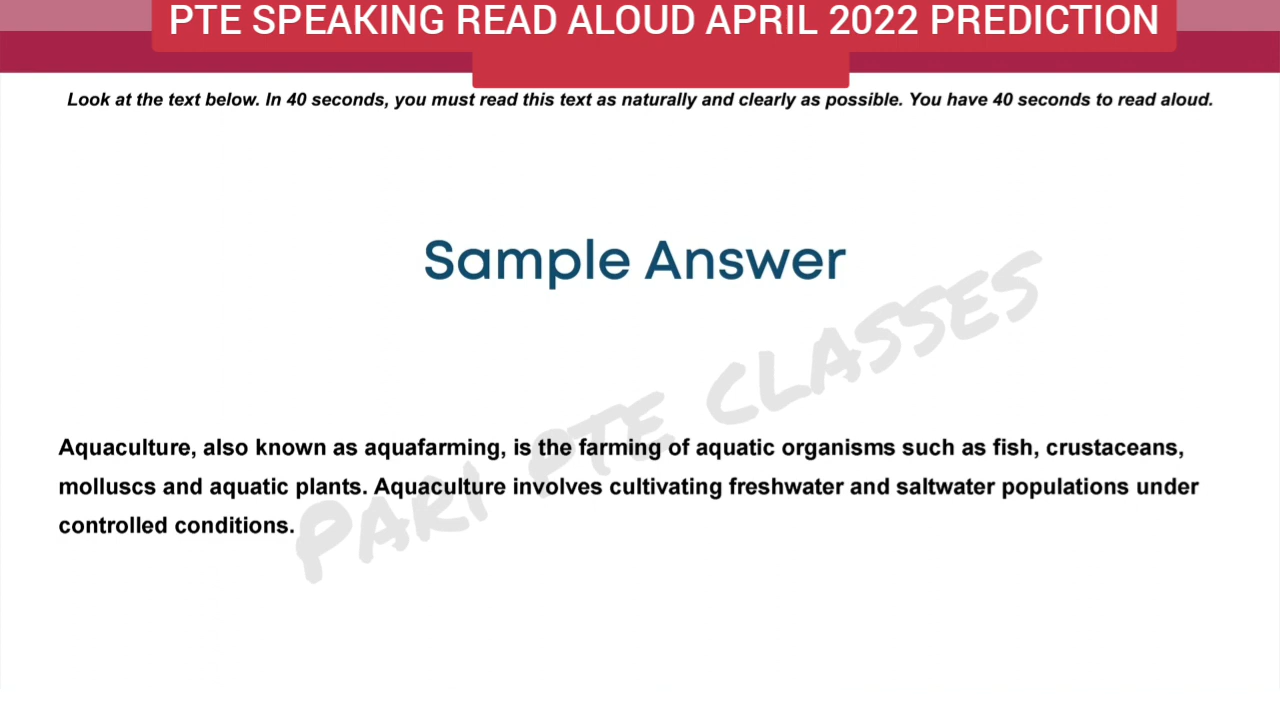 PTE SPEAKING READ ALOUD APRIL 2022 PREDICTION
Look at the text below. In 40 seconds, you must read this text as naturally and clearly as possible. You have 40 seconds to read aloud.
Sample Answer
PARI PTE CLASSES
Aquaculture, also known as aquafarming, is the farming of aquatic organisms such as fish, crustaceans,
molluscs and aquatic plants. Aquaculture involves cultivating freshwater and saltwater populations under
controlled conditions.